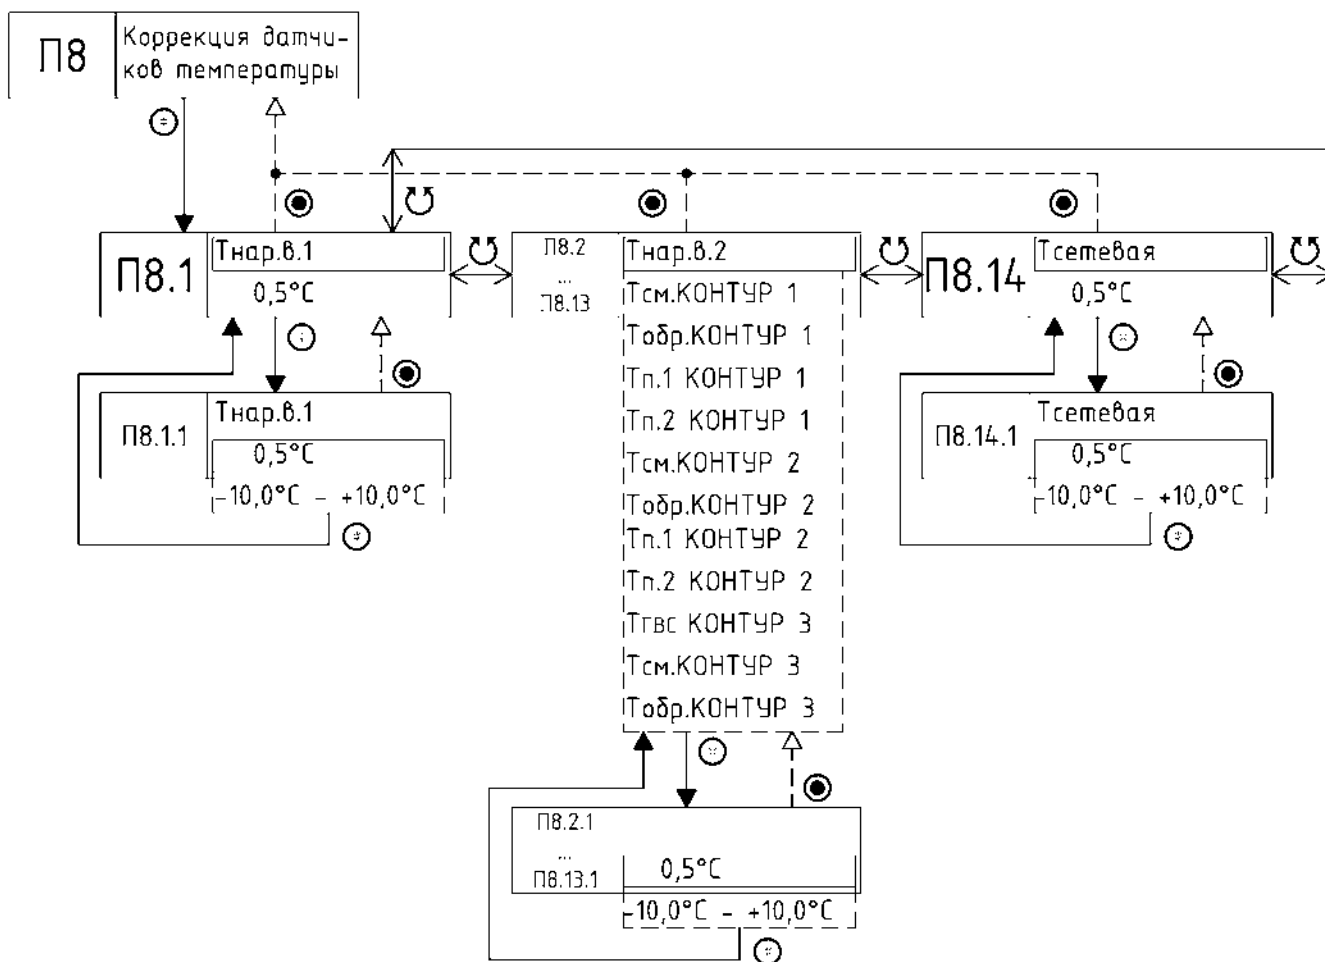 П8
Коррекция датчи-
ков температуры
П8.1
Тнар.в.1
0,5°C
П8.2
...
П8.13
Тнар.в.2
Тсм.КОНТУР 1
Тобр.КОНТУР 1
Тп.1 КОНТУР 1
Тп.2 КОНТУР 1
Тсм.КОНТУР 2
Тобр.КОНТУР 2
Тп.1 КОНТУР 2
Тп.2 КОНТУР 2
Тгвс КОНТУР 3
Тсм.КОНТУР 3
Тобр.КОНТУР 3
П8.14
Тсетевая
0,5°C
П8.1.1
Тнар.в.1
0,5°C
-10,0°C - +10,0°C
П8.14.1
Тсетевая
0,5°C
-10,0°C - +10,0°C
П8.2.1
...
П8.13.1
0,5°C
-10,0°C - +10,0°C